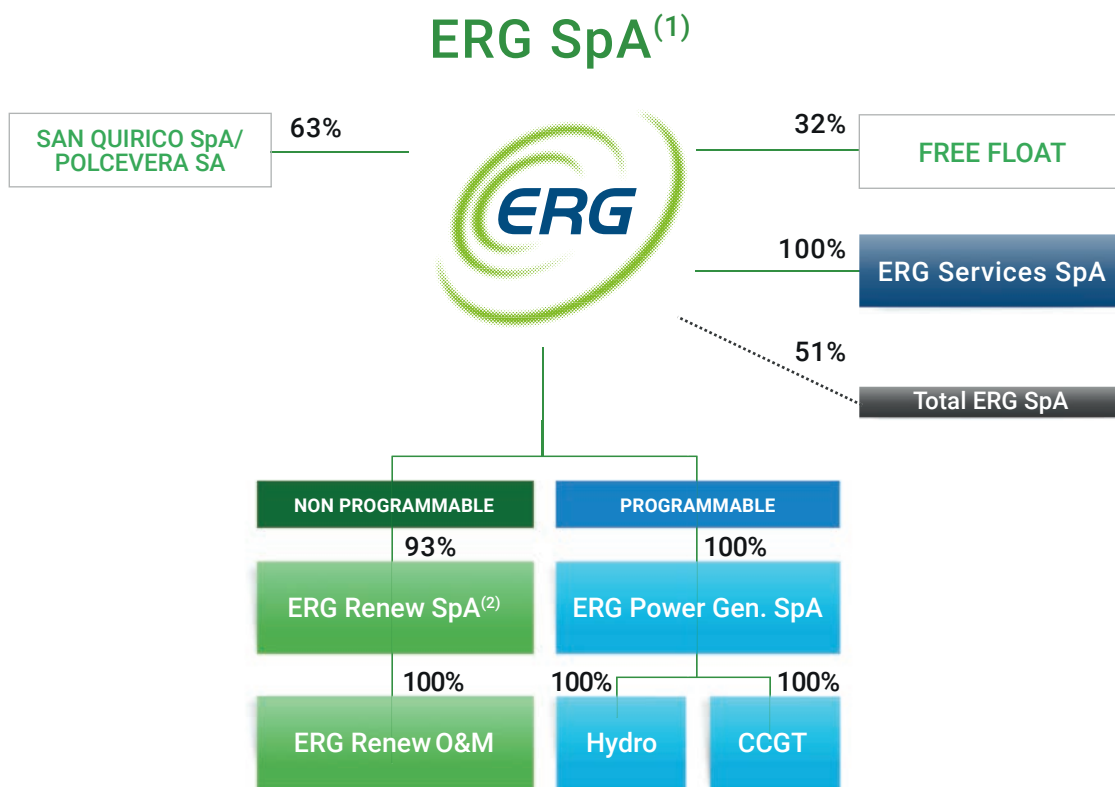 ERG SpA(1)
SAN QUIRICO SpA/
POLCEVERA SA
63%
ERG
32%
FREE FLOAT
100%
ERG Services SpA
51%
Total ERG SpA
NON PROGRAMMABLE
PROGRAMMABLE
93%
100%
ERG Renew SpA(2)
ERG Power Gen. SpA
100%
100%
100%
ERG Renew O&M
Hydro
CCGT